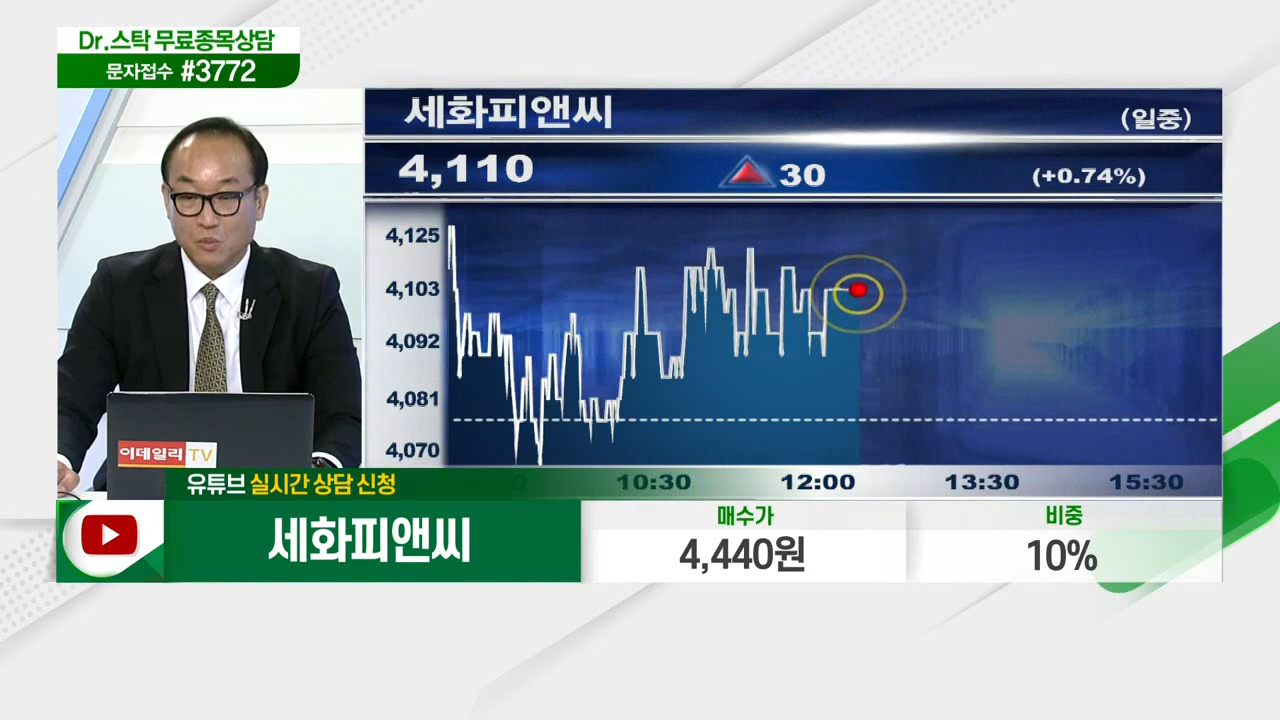 Dr.스탁 무료종목상담
문자접수 #3772
세화피앤씨 (일중)
4,110 30 (+0.74%)
4,125
4,103
4,092
4,081
4,070
10:30 12:00 13:30 15:30
이데일리TV
유튜브 실시간 상담 신청
세화피앤씨
매수가 비중
4,440원 10%